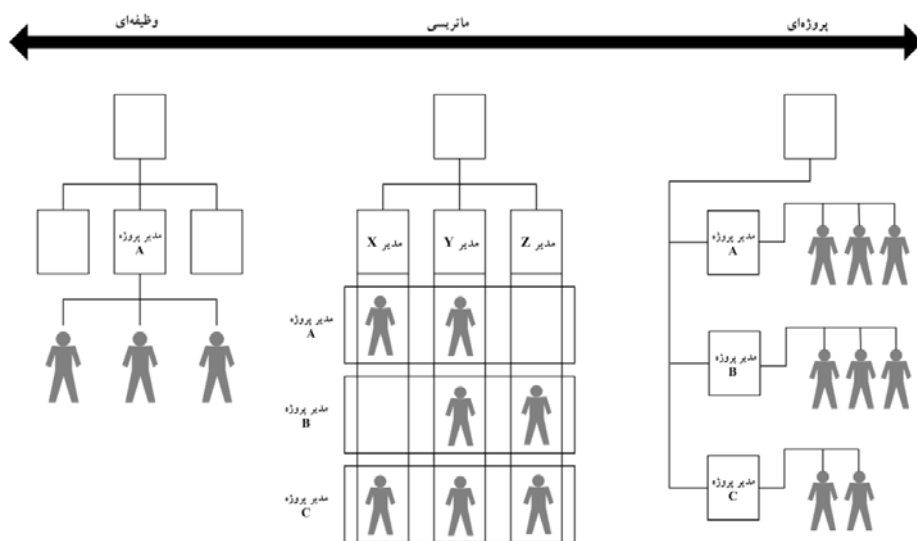 وظیفه‌ای
ماتریسی
پروژه‌ای
مدیر پروژه
A
مدیر X
مدیر Y
مدیر Z
مدیر پروژه
A
مدیر پروژه
B
مدیر پروژه
C
مدیر پروژه
A
مدیر پروژه
B
مدیر پروژه
C